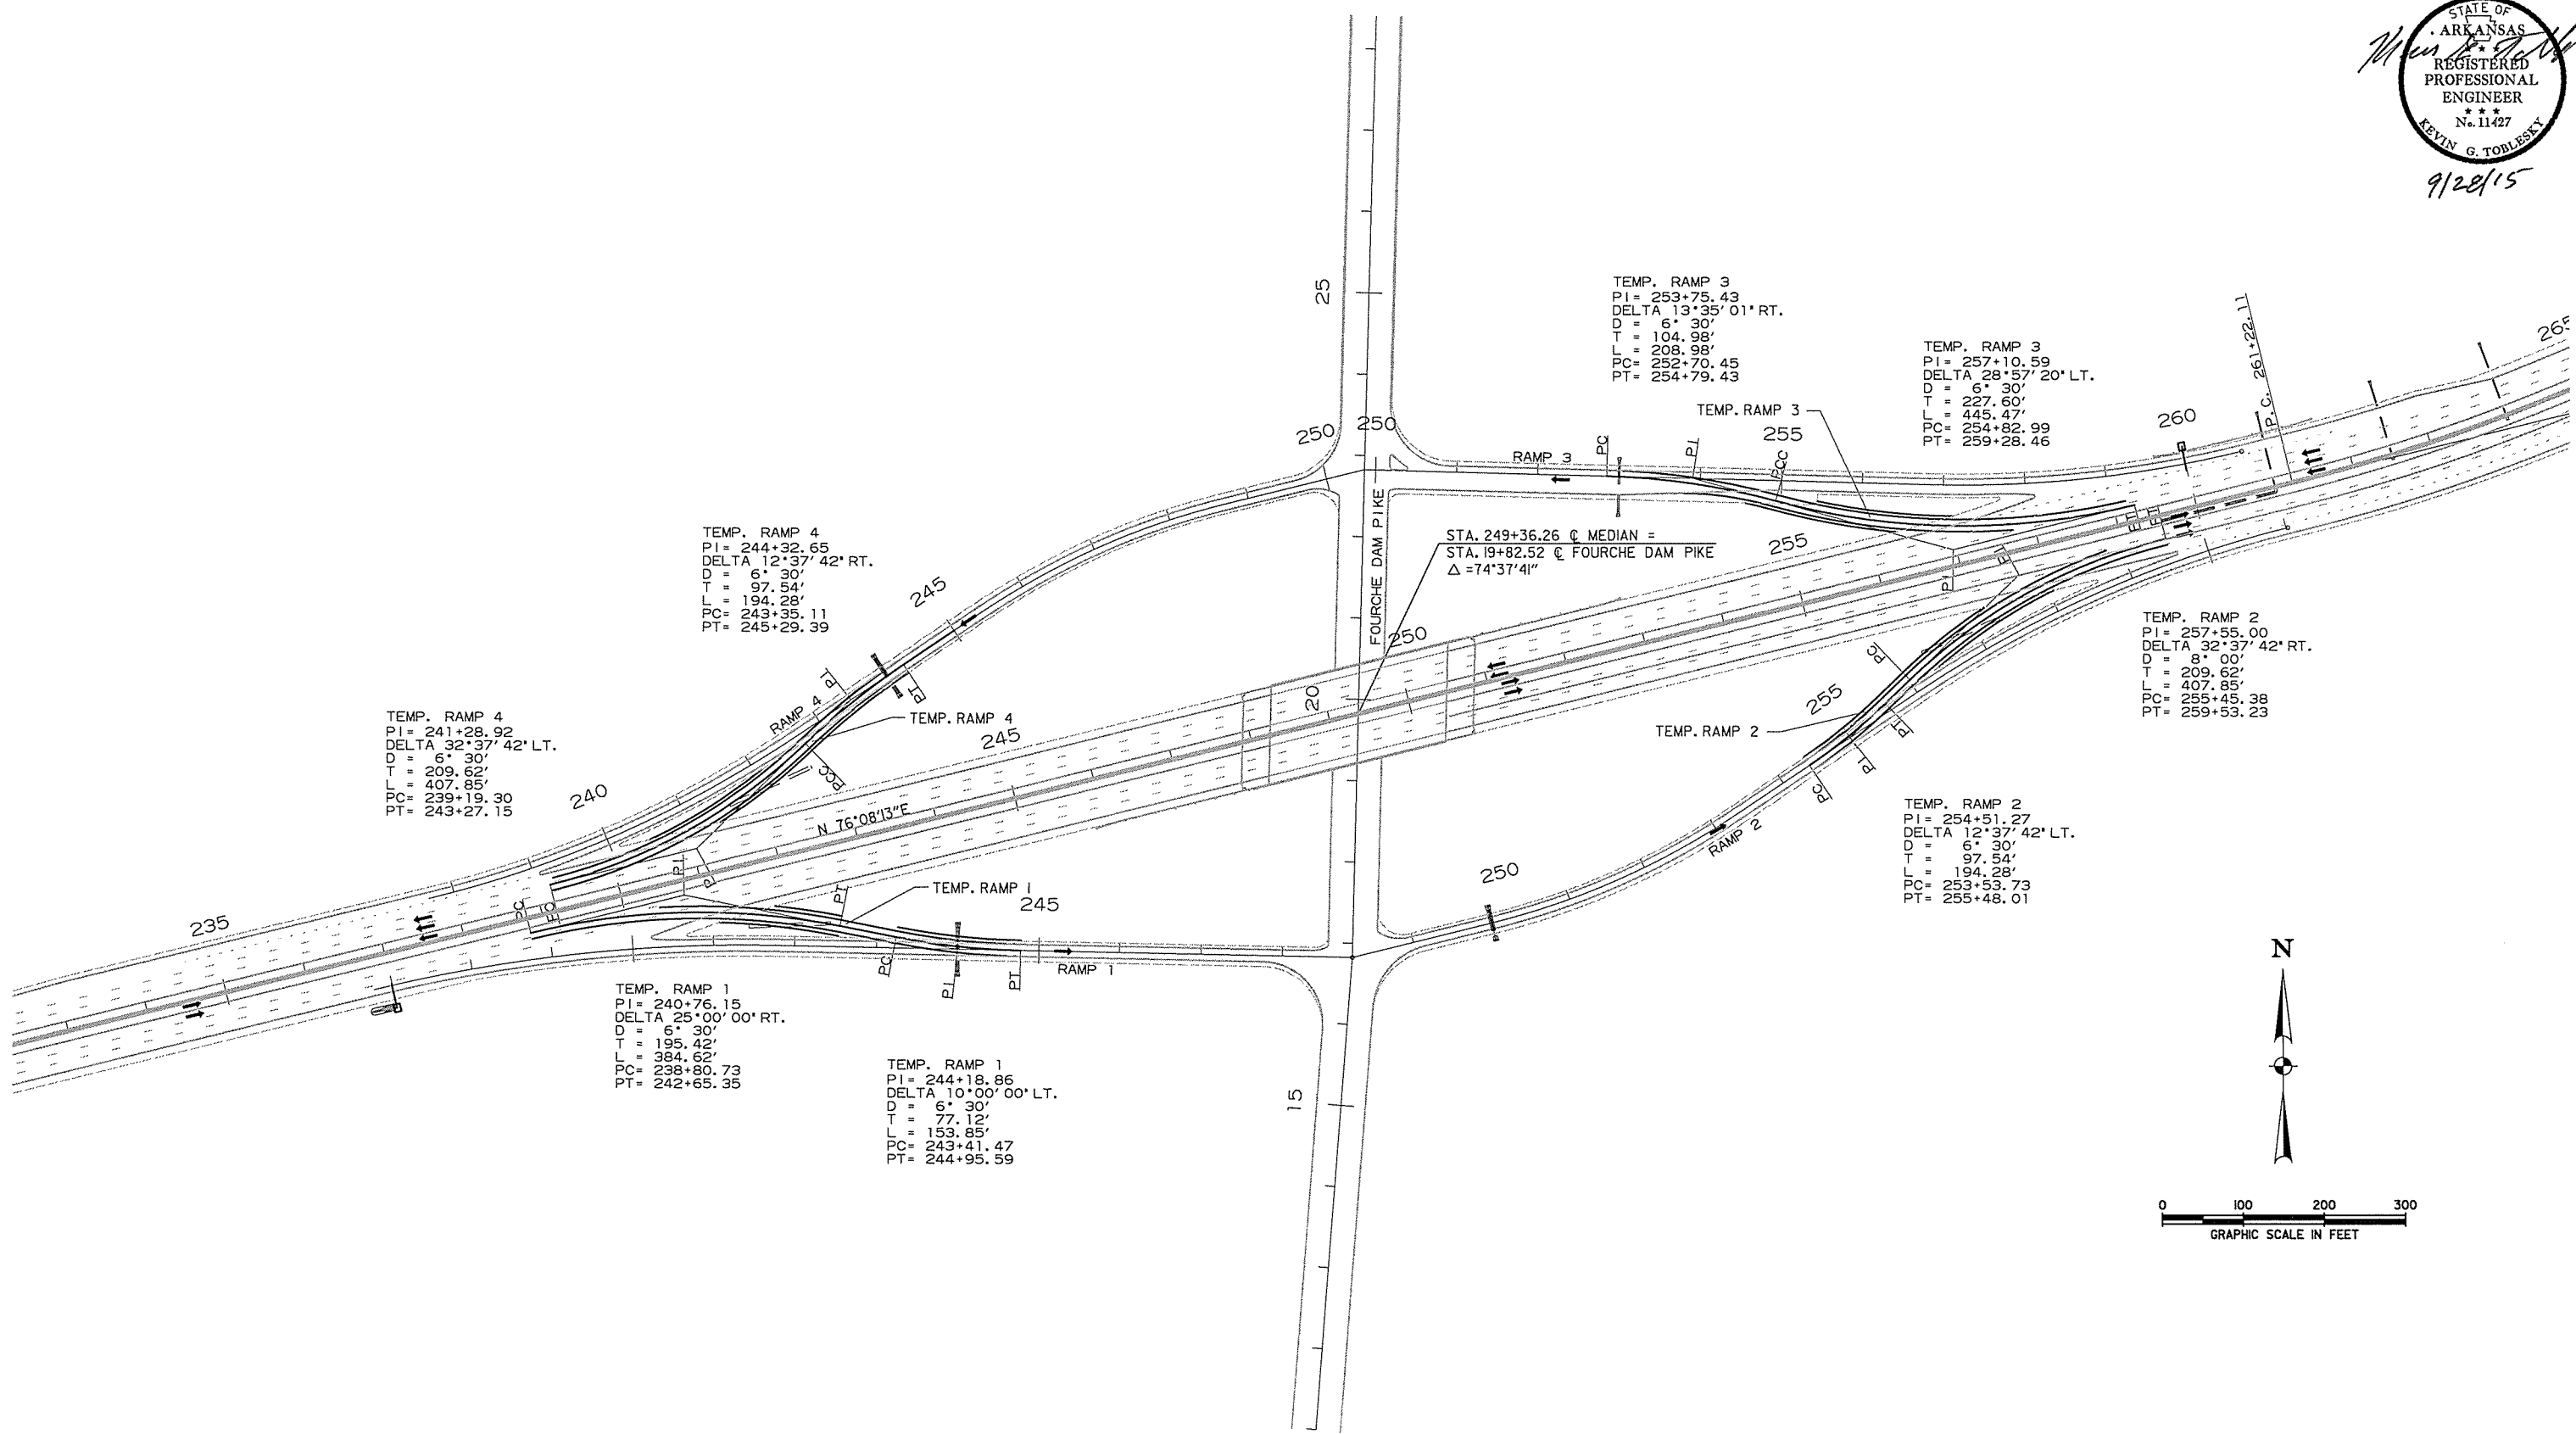 STATE OF
ARKANSAS
★ ★ ★
REGISTERED
PROFESSIONAL
ENGINEER
★ ★ ★
No. 11427
KEVIN G. TOBLESKY
9/28/15
25
TEMP. RAMP 3
PI= 253+75.43
DELTA 13°35'01" RT.
D = 6° 30'
T = 104.98'
L = 208.98'
PC= 252+70.45
PT= 254+79.43
TEMP. RAMP 3
PI= 257+10.59
DELTA 28°57'20" LT.
D = 6° 30'
T = 227.60'
L = 445.47'
PC= 254+82.99
PT= 259+28.46
P.C. 261+22.11
265
260
TEMP. RAMP 3
255
250
250
PC
PI
PCC
RAMP 3
FOURCHE DAM PIKE
STA. 249+36.26 ℄ MEDIAN =
STA. 19+82.52 ℄ FOURCHE DAM PIKE
Δ =74°37'41"
TEMP. RAMP 4
PI= 244+32.65
DELTA 12°37'42" RT.
D = 6° 30'
T = 97.54'
L = 194.28'
PC= 243+35.11
PT= 245+29.39
245
255
PI
250
PI
PT
RAMP 4
TEMP. RAMP 4
PCC
20
245
TEMP. RAMP 4
PI= 241+28.92
DELTA 32°37'42" LT.
D = 6° 30'
T = 209.62'
L = 407.85'
PC= 239+19.30
PT= 243+27.15
240
TEMP. RAMP 2
PI= 257+55.00
DELTA 32°37'42" RT.
D = 8° 00'
T = 209.62'
L = 407.85'
PC= 255+45.38
PT= 259+53.23
PC
255
TEMP. RAMP 2
PT
PI
PC
N 76°08'13"E
RAMP 2
TEMP. RAMP 2
PI= 254+51.27
DELTA 12°37'42" LT.
D = 6° 30'
T = 97.54'
L = 194.28'
PC= 253+53.73
PT= 255+48.01
250
PI
PC
PT
TEMP. RAMP 1
245
235
PC
PI
PT
RAMP 1
TEMP. RAMP 1
PI= 240+76.15
DELTA 25°00'00" RT.
D = 6° 30'
T = 195.42'
L = 384.62'
PC= 238+80.73
PT= 242+65.35
TEMP. RAMP 1
PI= 244+18.86
DELTA 10°00'00" LT.
D = 6° 30'
T = 77.12'
L = 153.85'
PC= 243+41.47
PT= 244+95.59
15
N
0 100 200 300
GRAPHIC SCALE IN FEET